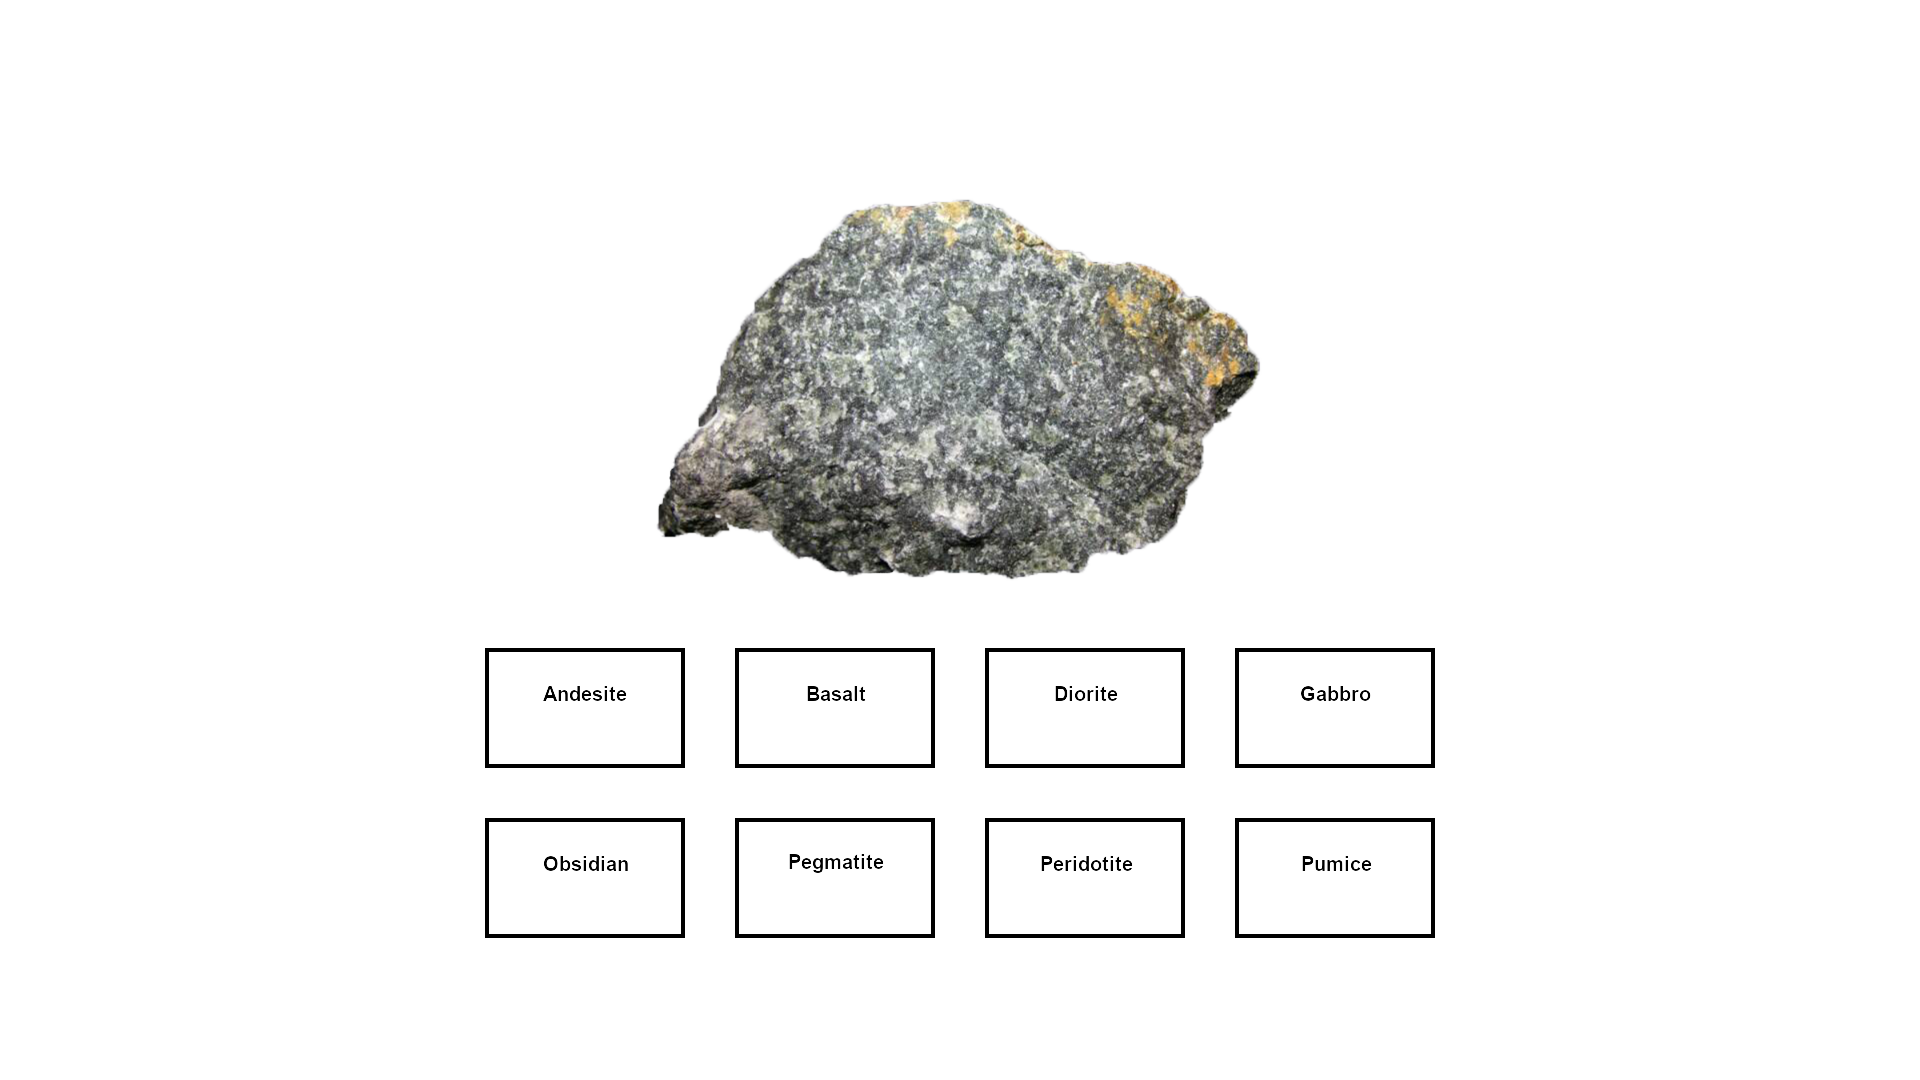 Andesite
Basalt
Diorite
Gabbro
Obsidian
Pegmatite
Peridotite
Pumice